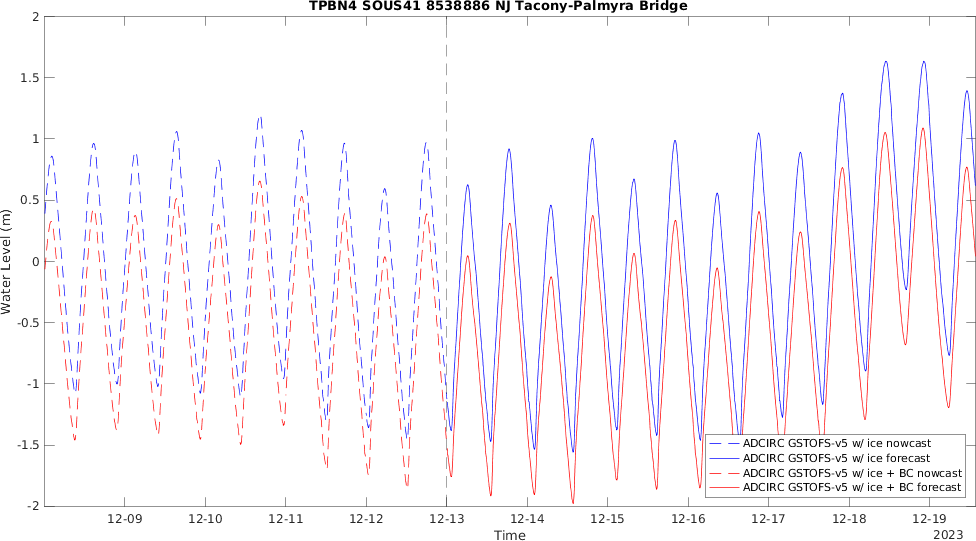 TPBN4 SOUS41 8538886 NJ Tacony-Palmyra Bridge
2
1.5
1
0.5
0
-0.5
-1
-1.5
-2
Water Level (m)
ADCIRC GSTOFS-v5 w/ ice nowcast
ADCIRC GSTOFS-v5 w/ ice forecast
ADCIRC GSTOFS-v5 w/ ice + BC nowcast
ADCIRC GSTOFS-v5 w/ ice + BC forecast
12-09 12-10 12-11 12-12 12-13 12-14 12-15 12-16 12-17 12-18 12-19
Time
2023